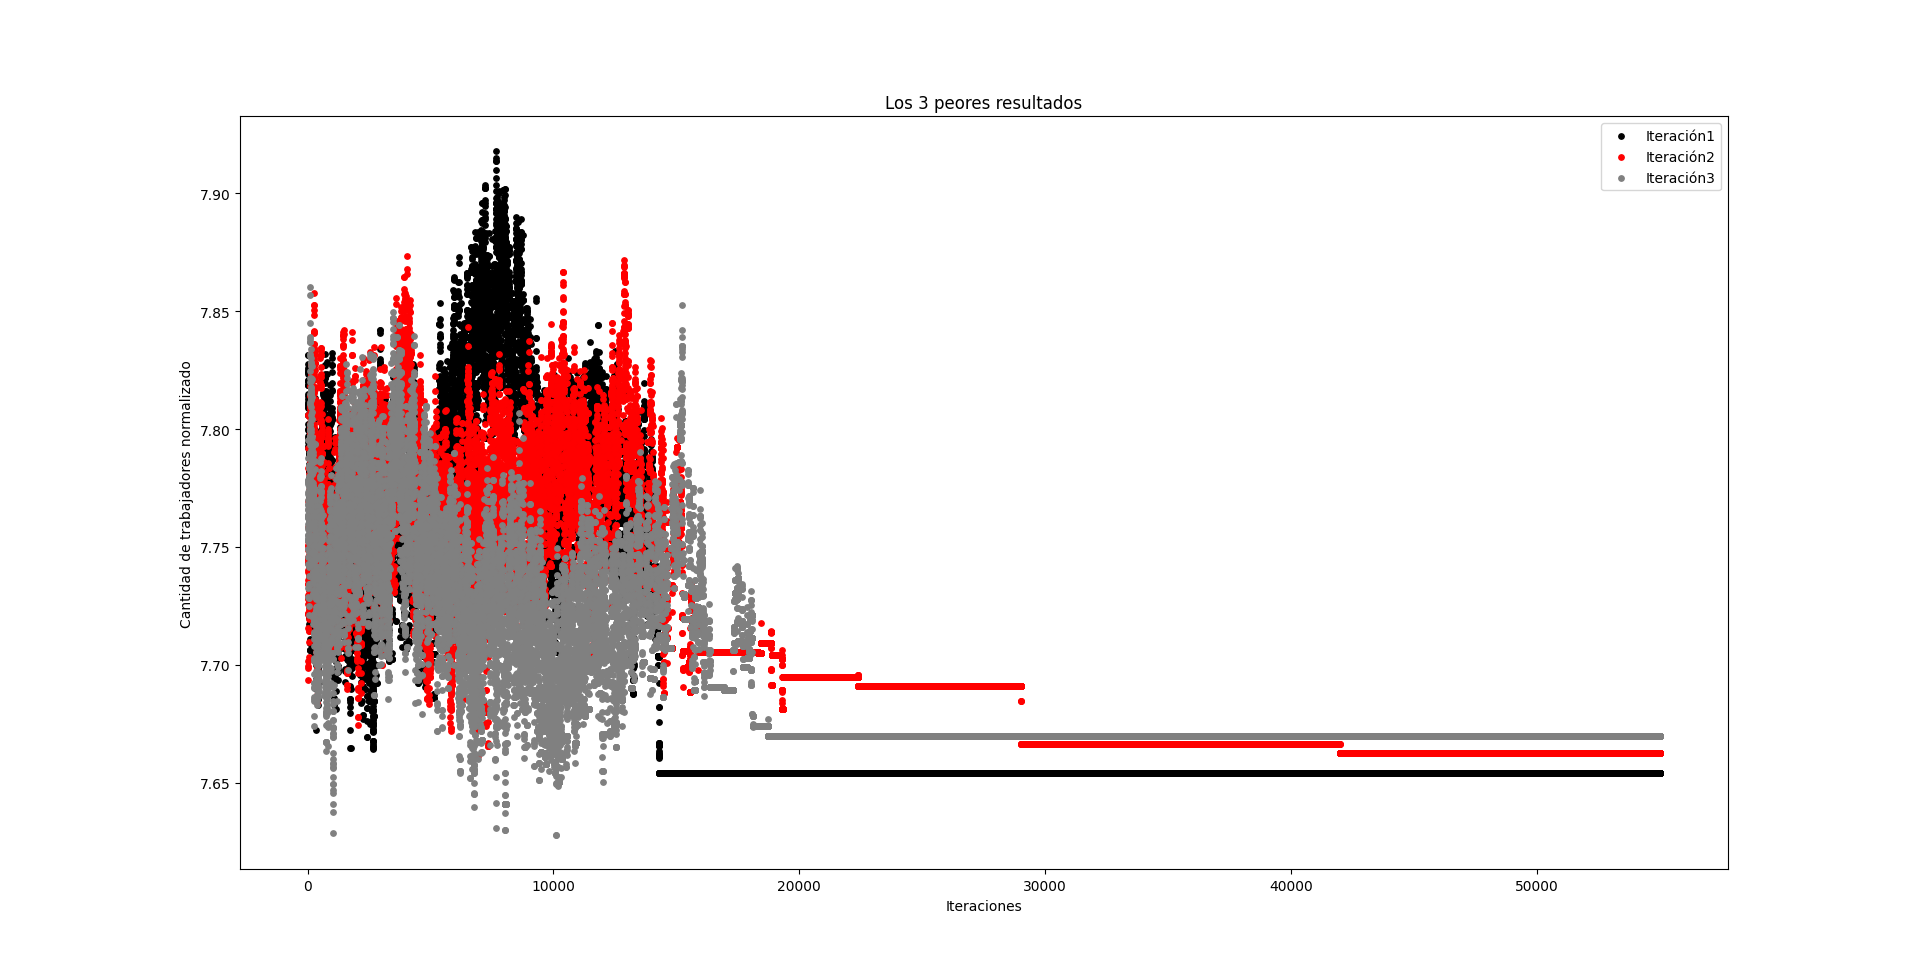 Los 3 peores resultados
Iteración1
Iteración2
Iteración3
Cantidad de trabajadores normalizado
7.90
7.85
7.80
7.75
7.70
7.65
0
10000
20000
30000
40000
50000
Iteraciones